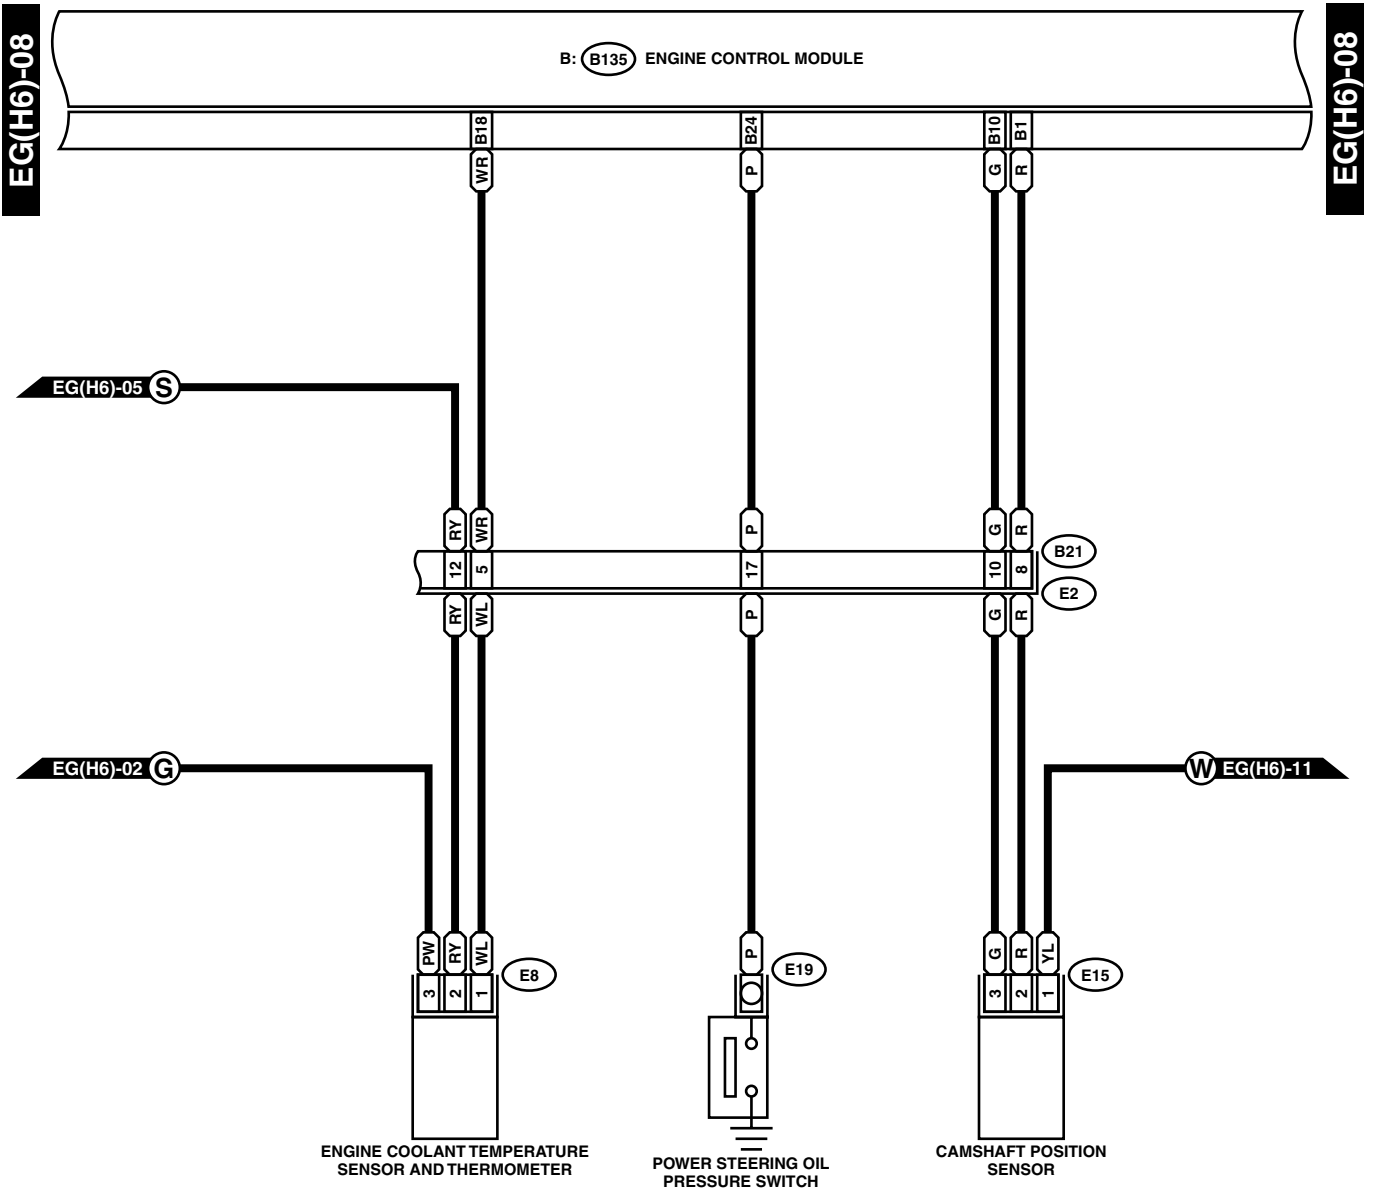 EG(H6)-08
B: B135 ENGINE CONTROL MODULE
EG(H6)-08
B18 B24 B10 B1
WR P G R
EG(H6)-05 S
RY WR P G R
12 5 17 10 8 B21
E2
RY WL P G R
EG(H6)-02 G
W EG(H6)-11
PW RY WL P G R YL
E8 E19 E15
3 2 1 3 2 1
ENGINE COOLANT TEMPERATURE
SENSOR AND THERMOMETER
POWER STEERING OIL
PRESSURE SWITCH
CAMSHAFT POSITION
SENSOR